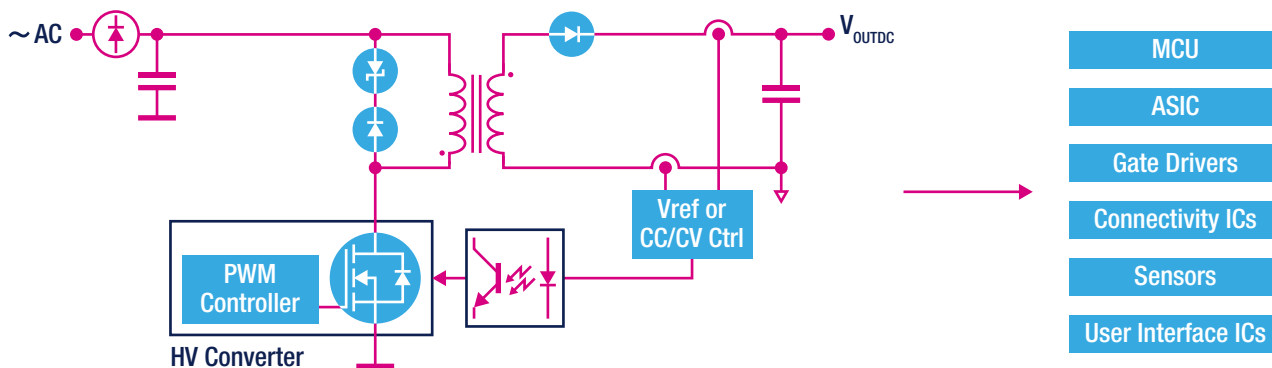 ~ AC
V OUTDC
Vref or
CC/CV Ctrl
PWM
Controller
HV Converter
MCU
ASIC
Gate Drivers
Connectivity ICs
Sensors
User Interface ICs